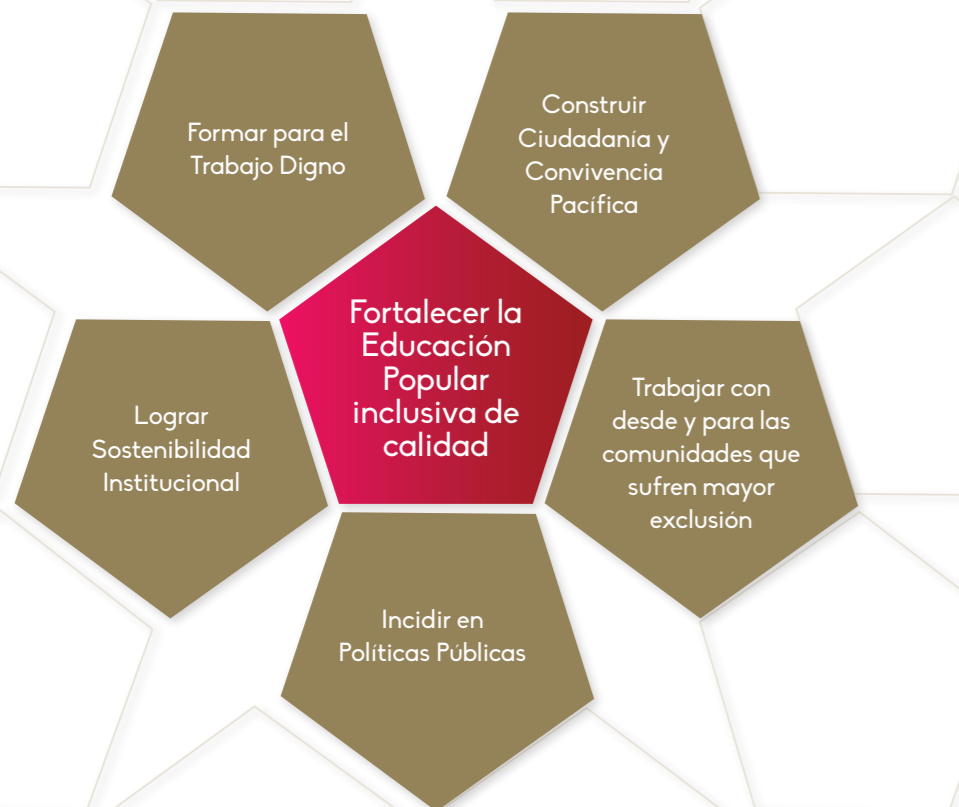 Formar para el
Trabajo Digno
Construir
Ciudadanía y
Convivencia
Pacífica
Fortalecer la
Educación
Popular
inclusiva de
calidad
Lograr
Sostenibilidad
Institucional
Trabajar con
desde y para las
comunidades que
sufren mayor
exclusión
Incidir en
Políticas Públicas